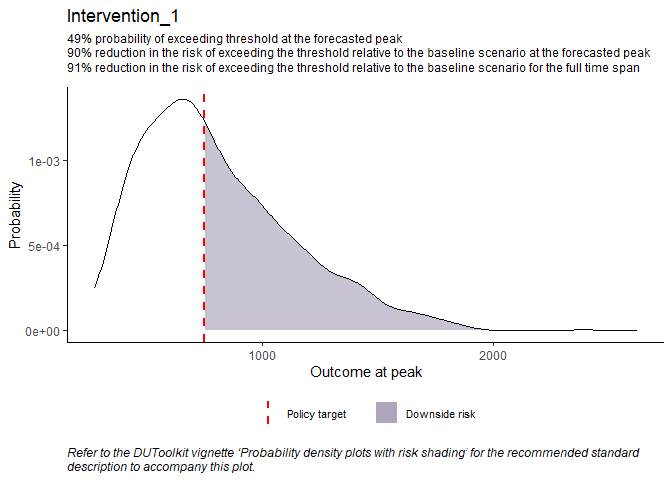 Intervention_1
49% probability of exceeding threshold at the forecasted peak
90% reduction in the risk of exceeding the threshold relative to the baseline scenario at the forecasted peak
91% reduction in the risk of exceeding the threshold relative to the baseline scenario for the full time span
Probability
1e-03
5e-04
0e+00
1000 2000
Outcome at peak
Policy target Downside risk
Refer to the DUToolkit vignette 'Probability density plots with risk shading' for the recommended standard
description to accompany this plot.